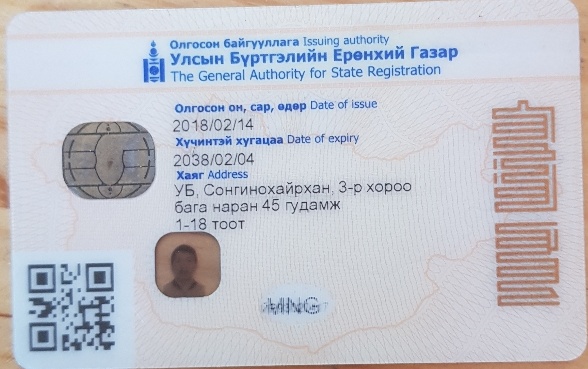 Олгосон байгууллага Issuing authority
Улсын Бүртгэлийн Ерөнхий Газар
The General Authority for State Registration
Олгосон он, сар, өдөр Date of issue
2018/02/14
Хүчинтэй хугацаа Date of expiry
2038/02/04
Хаяг Address
УБ, Сонгинохайрхан, 3-р хороо
бага наран 45 гудамж
1-18 тоот
MNG